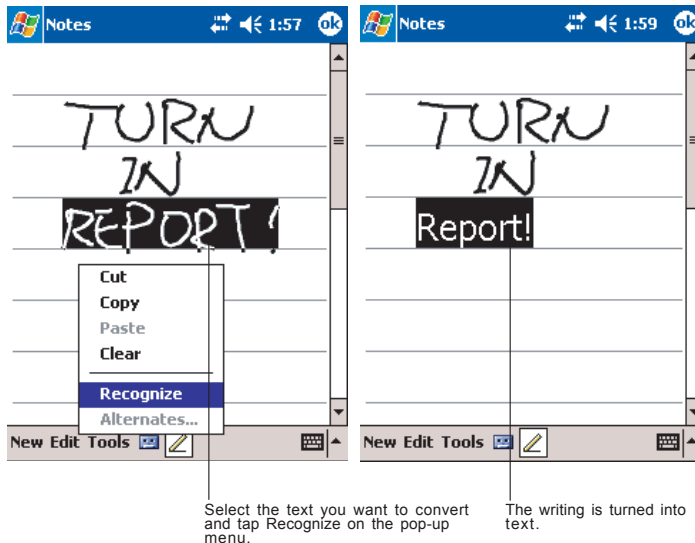 Notes 1:57 ok
TURN
IN
REPORT!
Cut
Copy
Paste
Clear
Recognize
Alternates...
New Edit Tools
Select the text you want to convert
and tap Recognize on the pop-up
menu.
Notes 1:59 ok
TURN
IN
Report!
New Edit Tools
The writing is turned into
text.